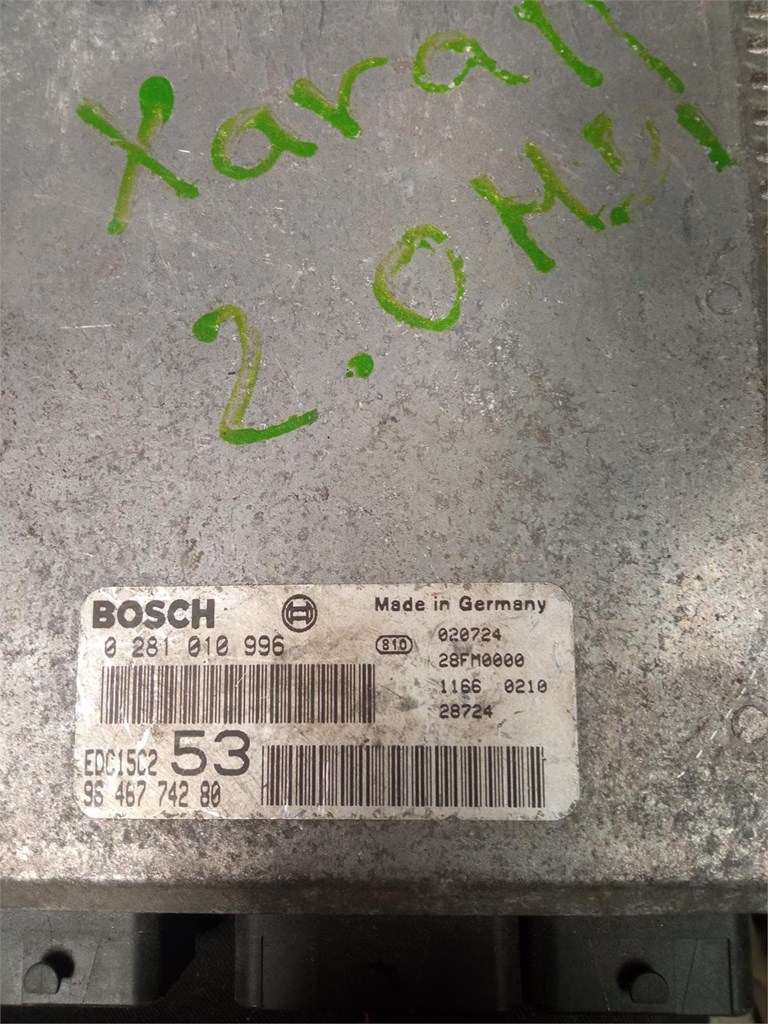 Xara
2.0
BOSCH
Made in Germany
0 281 010 996
810
020724
28FM0000
1166 0210
28724
EDC15C2 53
96 467 742 80